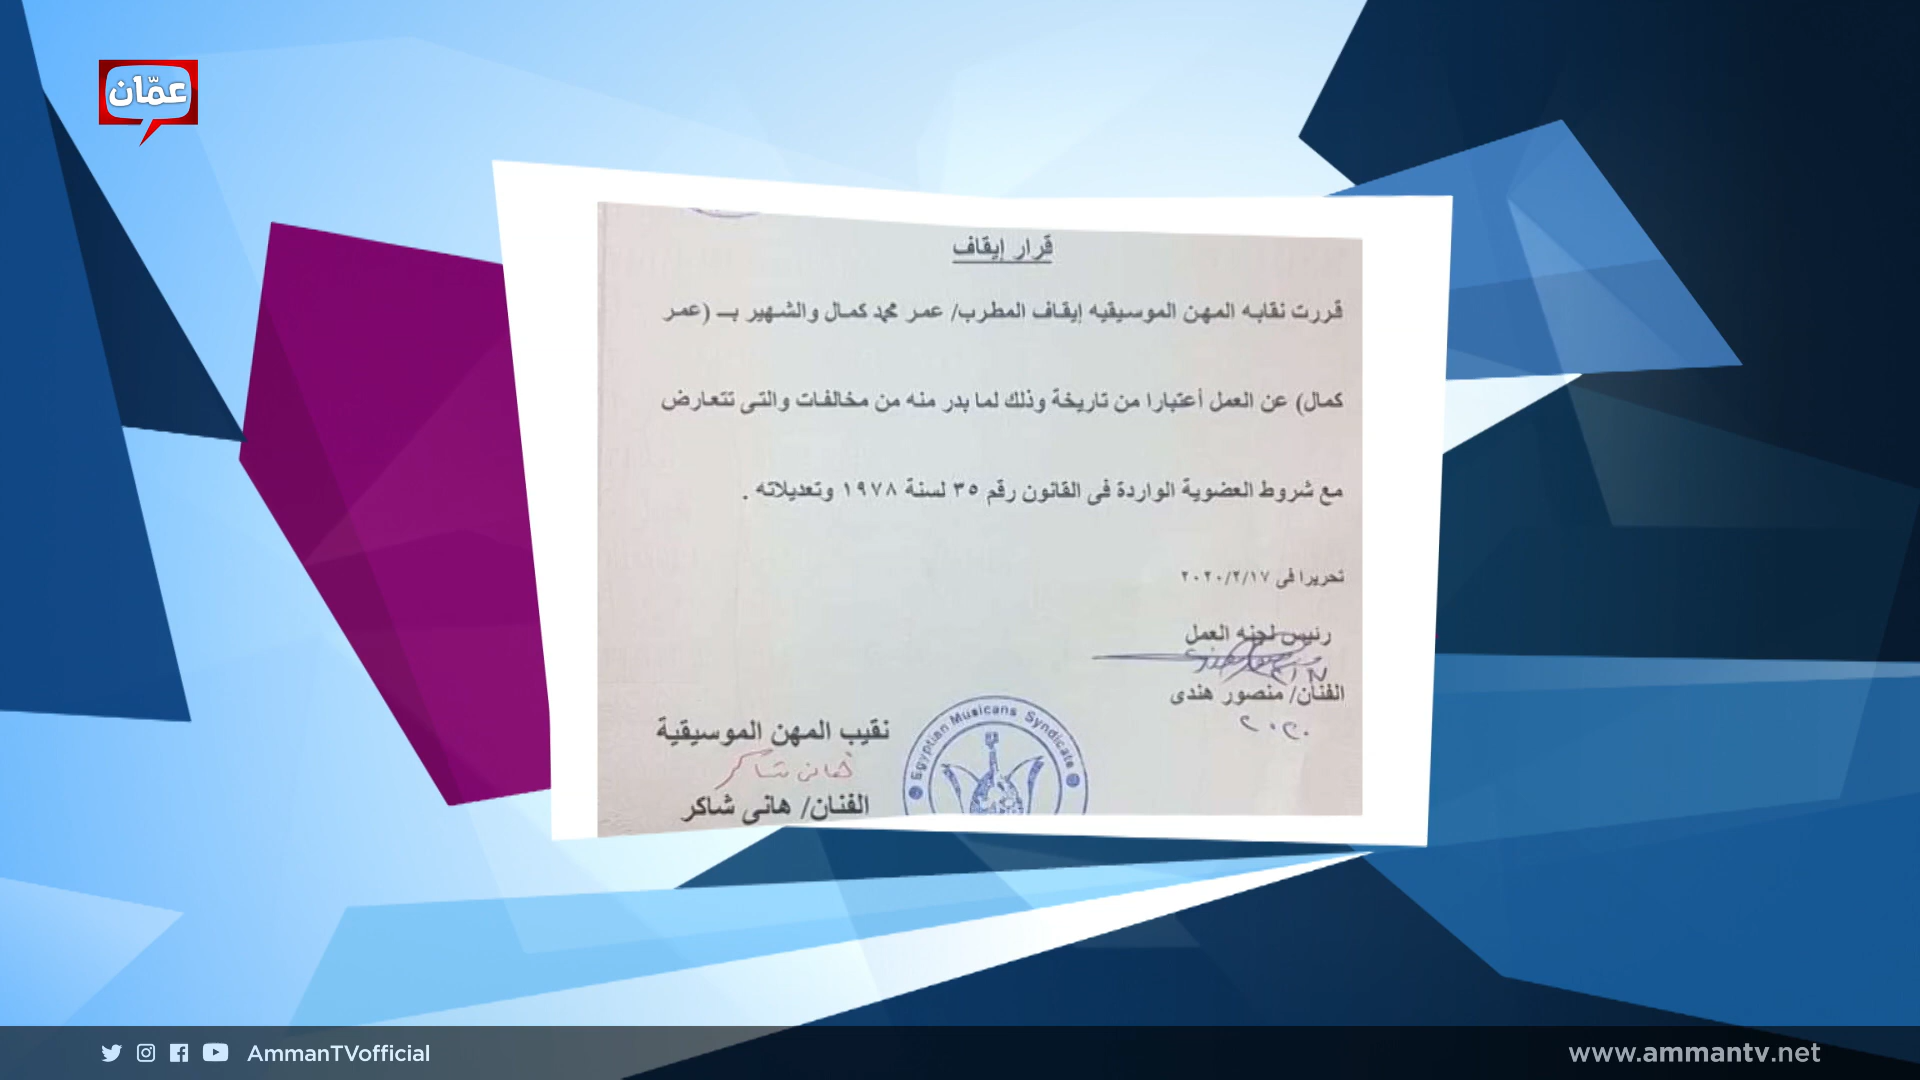 عمّان
قرار إيقاف
قررت نقابه المهن الموسيقيه إيقاف المطرب/ عمر محمد كمال والشهير بـ (عمر
كمال) عن العمل أعتبارا من تاريخة وذلك لما بدر منه من مخالفات والتى تتعارض
مع شروط العضوية الواردة فى القانون رقم ٣٥ لسنة ١٩٧٨ وتعديلاته .
تحريرا فى ٢٠٢٠/٢/١٧
رئيس لجنه العمل
الفنان/ منصور هندى
٢٠٢٠
نقيب المهن الموسيقية
هانى شاكر
الفنان/ هانى شاكر
Egyptian Musicans Syndicate
AmmanTVofficial
www.ammantv.net